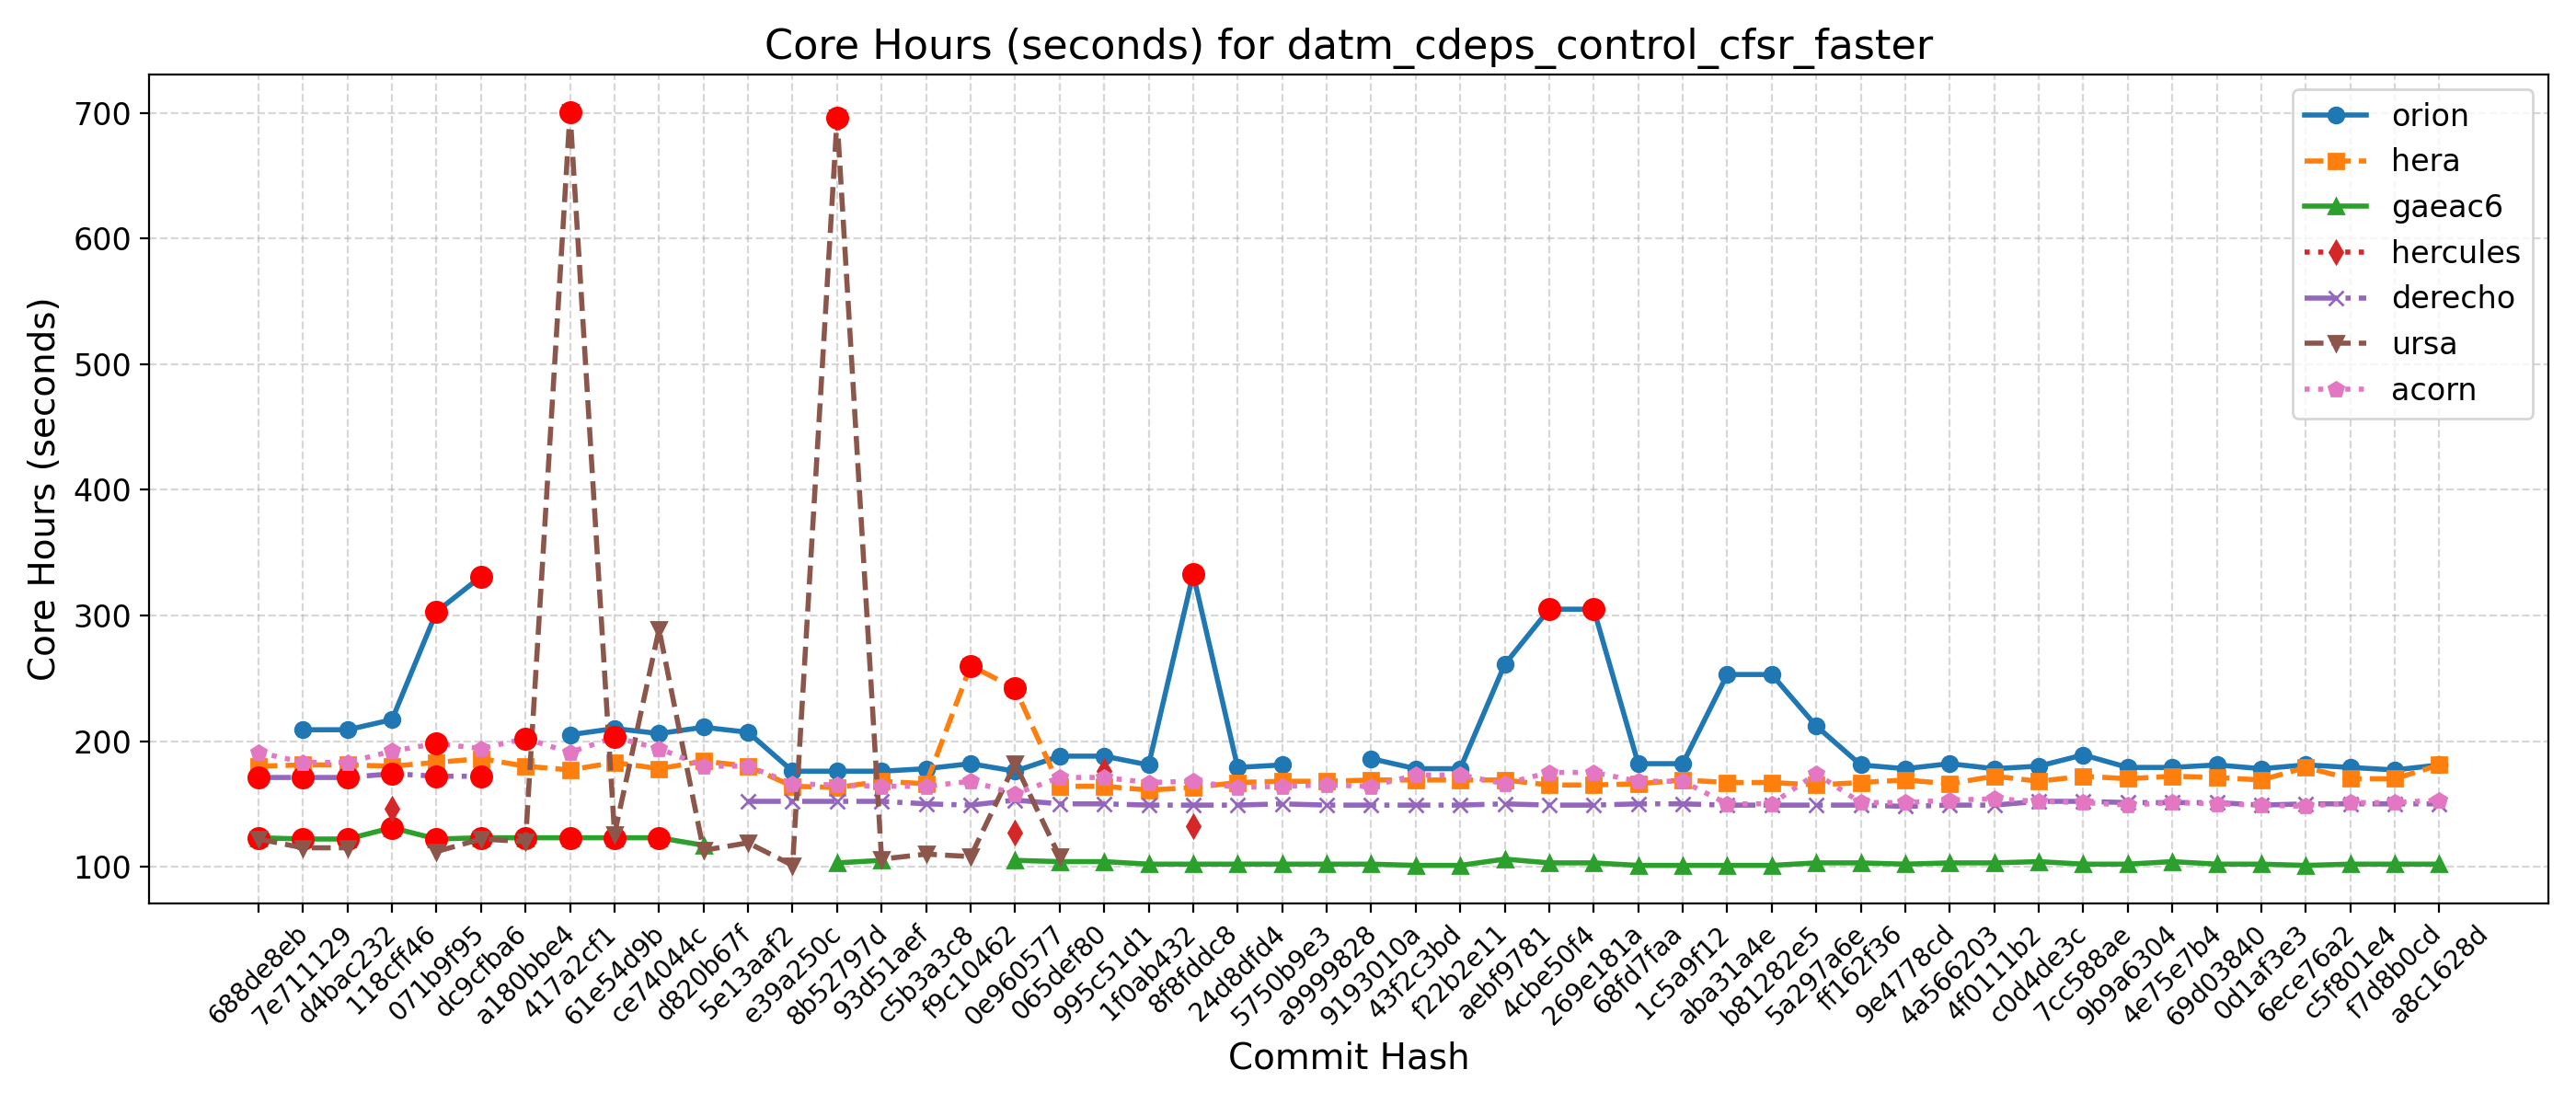 Core Hours (seconds) for datm_cdeps_control_cfsr_faster
Core Hours (seconds)
700
600
500
400
300
200
100
orion
hera
gaeac6
hercules
derecho
ursa
acorn
688de8eb
7e711129
d4bac232
118cff46
071b9f95
dc9cfba6
a180bbe4
417a2cf1
61e54d9b
ce74044c
d820b67f
5e13aaf2
e39a250c
8b52797d
93d51aef
c5b3a3c8
f9c10462
0e960577
065def80
995c51d1
1f0ab432
8f8fddc8
24d8dfd4
5750b9e3
a9999828
9193010a
43f2c3bd
f22b2e11
aebf9781
4cbe50f4
269e181a
68fd7faa
1c5a9f12
aba31a4e
b81282e5
5a297a6e
ff162f36
9e4778cd
4a566203
4f0111b2
c0d4de3c
7cc588ae
9b9a6304
4e75e7b4
69d03840
0d1af3e3
6ece76a2
c5f801e4
f7d8b0cd
a8c1628d
Commit Hash